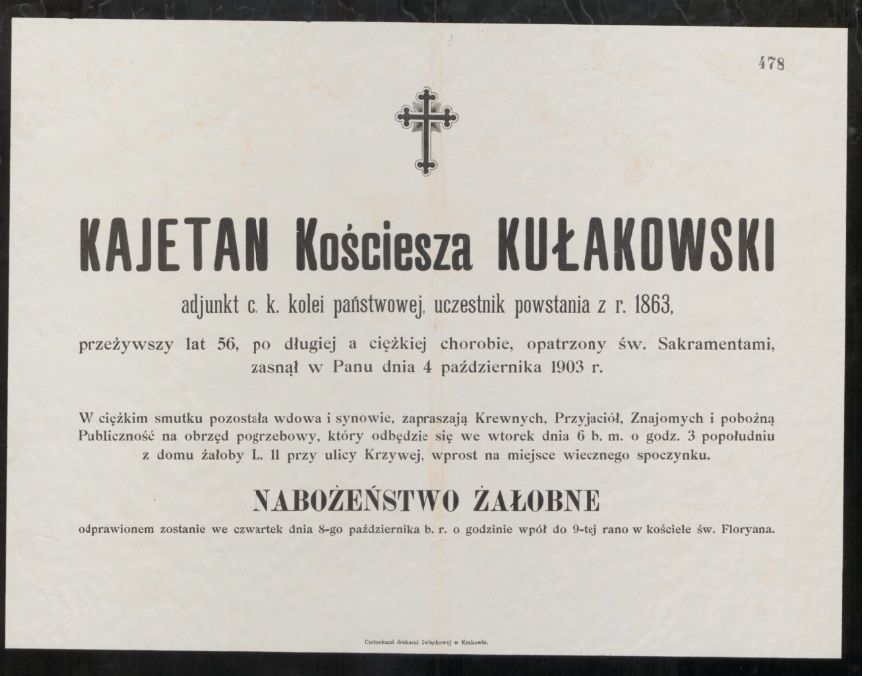 478
KAJETAN Kościesza KUŁAKOWSKI
adjunkt c. k. kolei państwowej, uczestnik powstania z r. 1863,
przeżywszy lat 56, po długiej a ciężkiej chorobie, opatrzony św. Sakramentami,
zasnął w Panu dnia 4 października 1903 r.
W ciężkim smutku pozostała wdowa i synowie, zapraszają Krewnych, Przyjaciół, Znajomych i pobożną
Publiczność na obrzęd pogrzebowy, który odbędzie się we wtorek dnia 6 b. m. o godz. 3 popołudniu
z domu żałoby L. 11 przy ulicy Krzywej, wprost na miejsce wiecznego spoczynku.
NABOŻEŃSTWO ŻAŁOBNE
odprawionem zostanie we czwartek dnia 8-go października b. r. o godzinie wpół do 9-tej rano w kościele św. Floryana.
Czcionkami drukarni Związkowej w Krakowie.